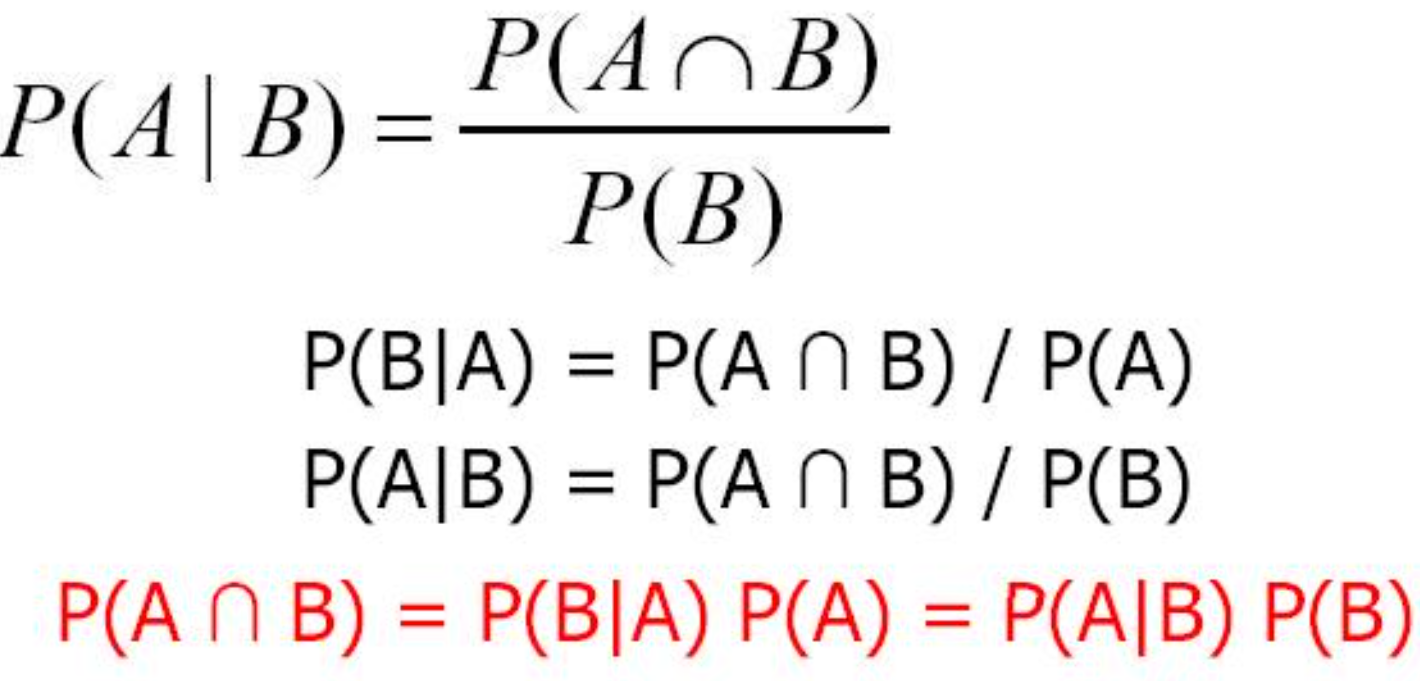 P(A | B) = P(A ∩ B) / P(B)
P(B|A) = P(A ∩ B) / P(A)
P(A|B) = P(A ∩ B) / P(B)
P(A ∩ B) = P(B|A) P(A) = P(A|B) P(B)